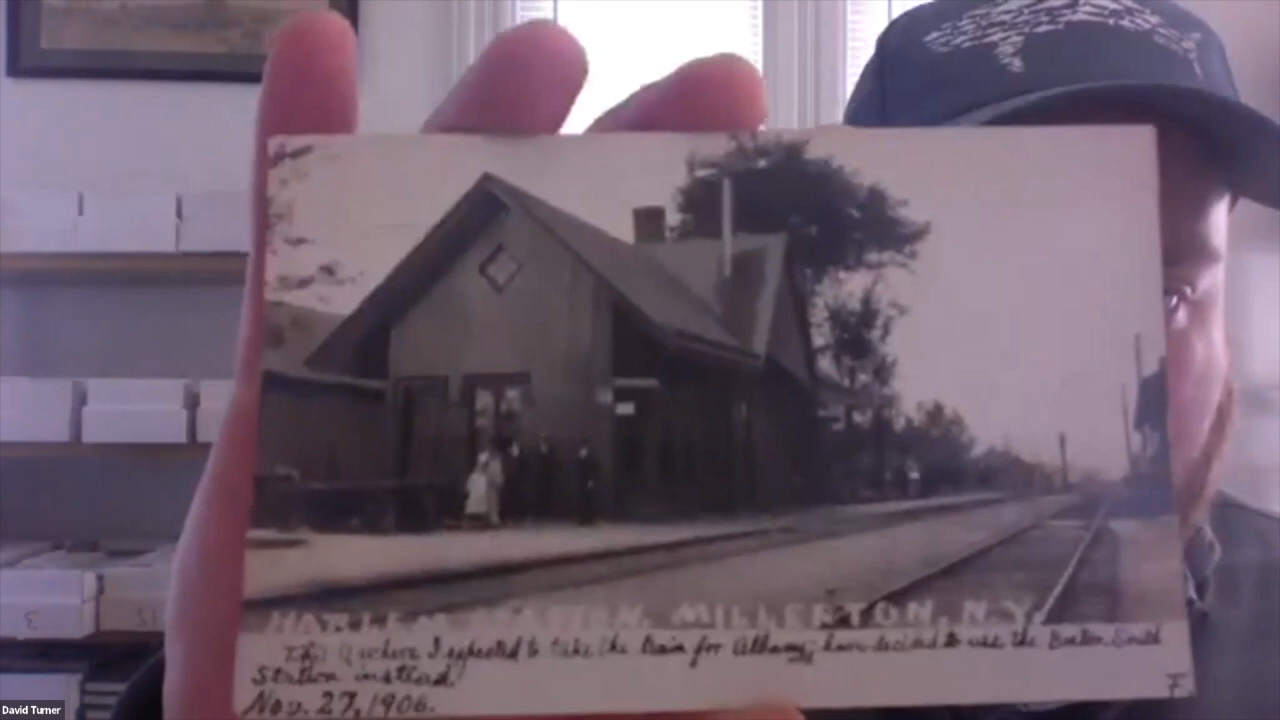 HARLEM STATION, MILLERTON, N.Y.
This is where I expected to take the train for Albany; have decided to use the Boston South
Station instead.
Nov. 27, 1906.
F
3
David Turner